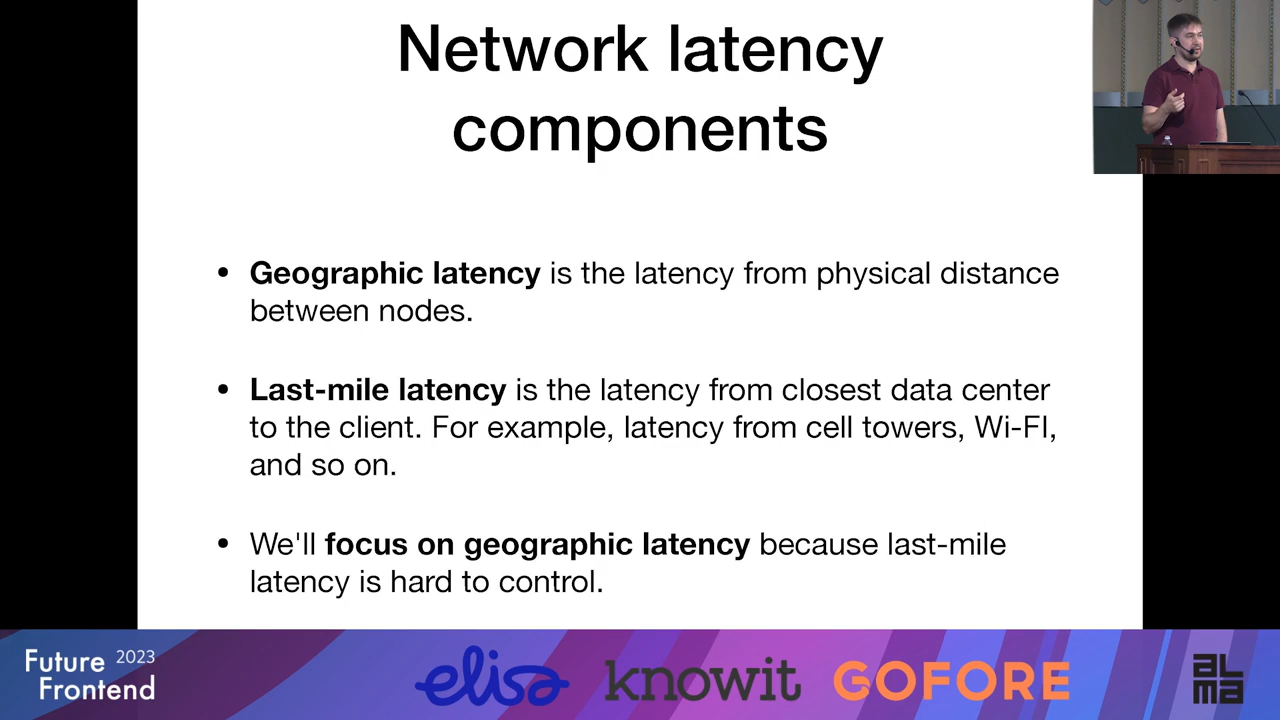 Network latency
components
• Geographic latency is the latency from physical distance
between nodes.
• Last-mile latency is the latency from closest data center
to the client. For example, latency from cell towers, Wi-FI,
and so on.
• We'll focus on geographic latency because last-mile
latency is hard to control.
Future 2023
Frontend
elisa
knowit
GOFORE
aL
ma